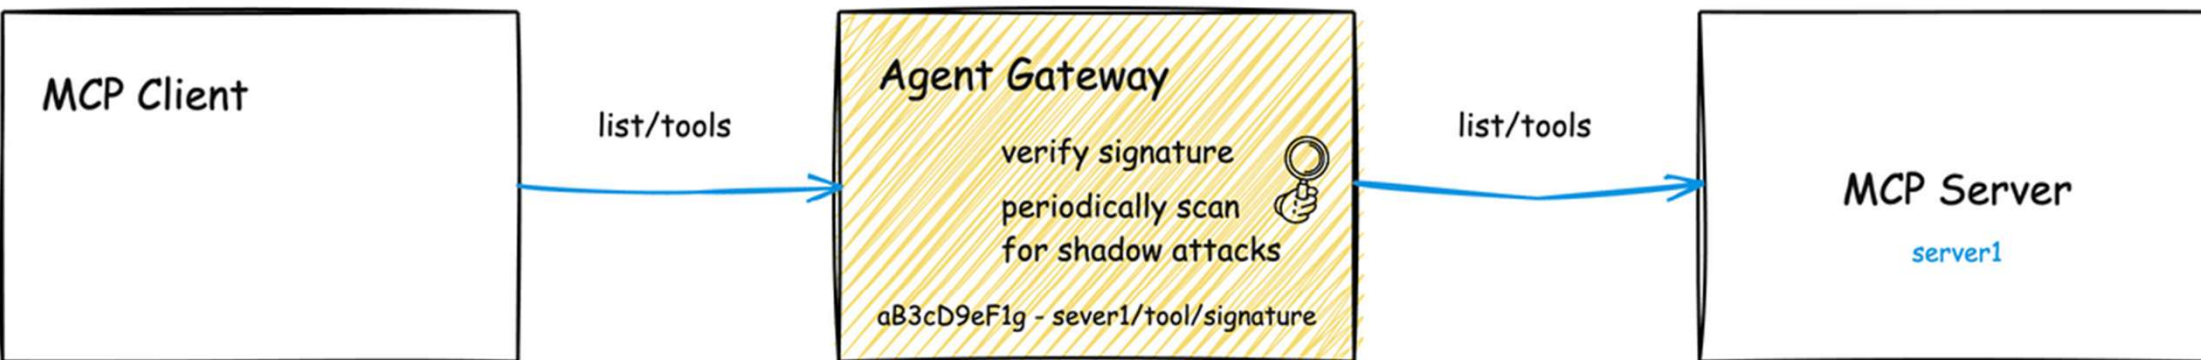 MCP Client
list/tools
Agent Gateway
verify signature
periodically scan
for shadow attacks
aB3cD9eF1g - sever1/tool/signature
list/tools
MCP Server
server1